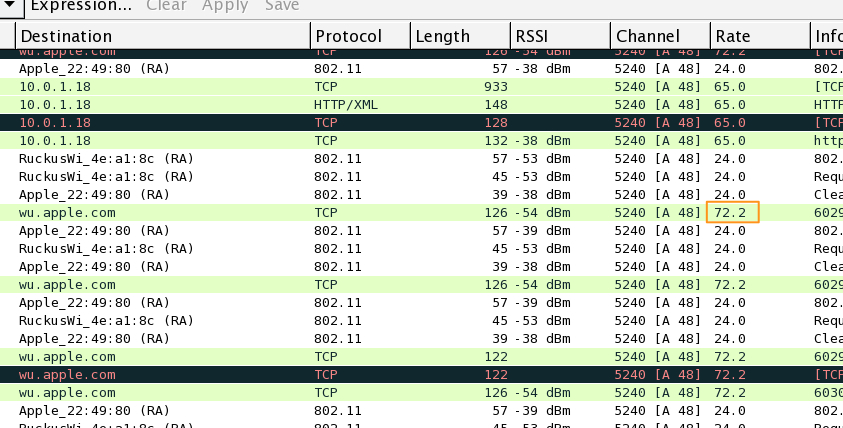 Expression... Clear Apply Save
Destination Protocol Length RSSI Channel Rate Info
wu.apple.com TCP 126 -54 dBm 5240 [A 48] 72.2 [TCP
Apple_22:49:80 (RA) 802.11 57 -38 dBm 5240 [A 48] 24.0 802.
10.0.1.18 TCP 933 5240 [A 48] 65.0 [TCP
10.0.1.18 HTTP/XML 148 5240 [A 48] 65.0 HTTP
10.0.1.18 TCP 128 5240 [A 48] 65.0 [TCP
10.0.1.18 TCP 132 -38 dBm 5240 [A 48] 65.0 http
RuckusWi_4e:a1:8c (RA) 802.11 57 -53 dBm 5240 [A 48] 24.0 802.
RuckusWi_4e:a1:8c (RA) 802.11 45 -53 dBm 5240 [A 48] 24.0 Requ
Apple_22:49:80 (RA) 802.11 39 -38 dBm 5240 [A 48] 24.0 Clea
wu.apple.com TCP 126 -54 dBm 5240 [A 48] 72.2 6029
Apple_22:49:80 (RA) 802.11 57 -39 dBm 5240 [A 48] 24.0 802.
RuckusWi_4e:a1:8c (RA) 802.11 45 -53 dBm 5240 [A 48] 24.0 Requ
Apple_22:49:80 (RA) 802.11 39 -38 dBm 5240 [A 48] 24.0 Clea
wu.apple.com TCP 126 -54 dBm 5240 [A 48] 72.2 6029
Apple_22:49:80 (RA) 802.11 57 -39 dBm 5240 [A 48] 24.0 802.
RuckusWi_4e:a1:8c (RA) 802.11 45 -53 dBm 5240 [A 48] 24.0 Requ
Apple_22:49:80 (RA) 802.11 39 -38 dBm 5240 [A 48] 24.0 Clea
wu.apple.com TCP 122 5240 [A 48] 72.2 6029
wu.apple.com TCP 122 5240 [A 48] 72.2 [TCP
wu.apple.com TCP 126 -54 dBm 5240 [A 48] 72.2 6030
Apple_22:49:80 (RA) 802.11 57 -39 dBm 5240 [A 48] 24.0 802.
RuckusWi_4e:a1:8c (RA) 802.11 45 -53 dBm 5240 [A 48] 24.0 Requ